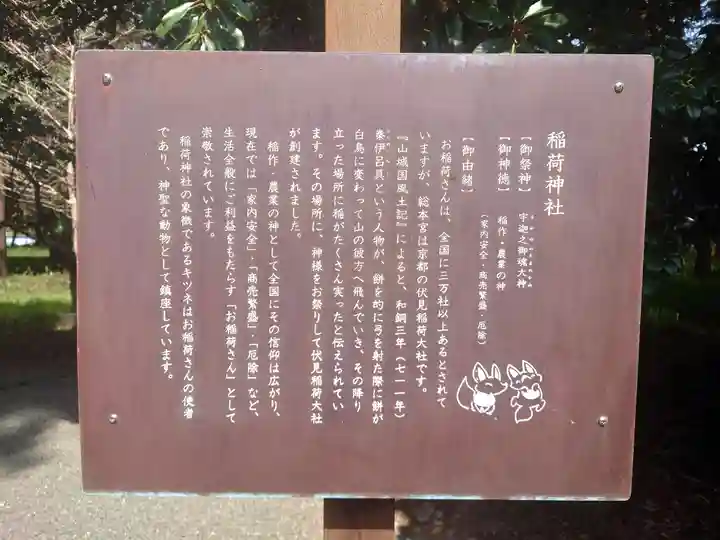 稲荷神社
【御祭神】 宇迦之御魂大神
【御神徳】 稲作・農業の神
（家内安全・商売繁盛・厄除）
【御由緒】
お稲荷さんは、全国に三万社以上あるとされて
いますが、総本宮は京都の伏見稲荷大社です。
『山城国風土記』によると、和銅三年（七一一年）
秦伊呂具という人物が、餅を的に弓を射た際に餅が
白鳥に変わって山の彼方へ飛んでいき、その降り
立った場所に稲がたくさん実ったと伝えられてい
ます。その場所に、神様をお祭りして伏見稲荷大社
が創建されました。
稲作・農業の神として全国にその信仰は広がり、
現在では「家内安全」・「商売繁盛」・「厄除」など、
生活全般にご利益をもたらす「お稲荷さん」として
崇敬されています。
稲荷神社の象徴であるキツネはお稲荷さんの使者
であり、神聖な動物として鎮座しています。